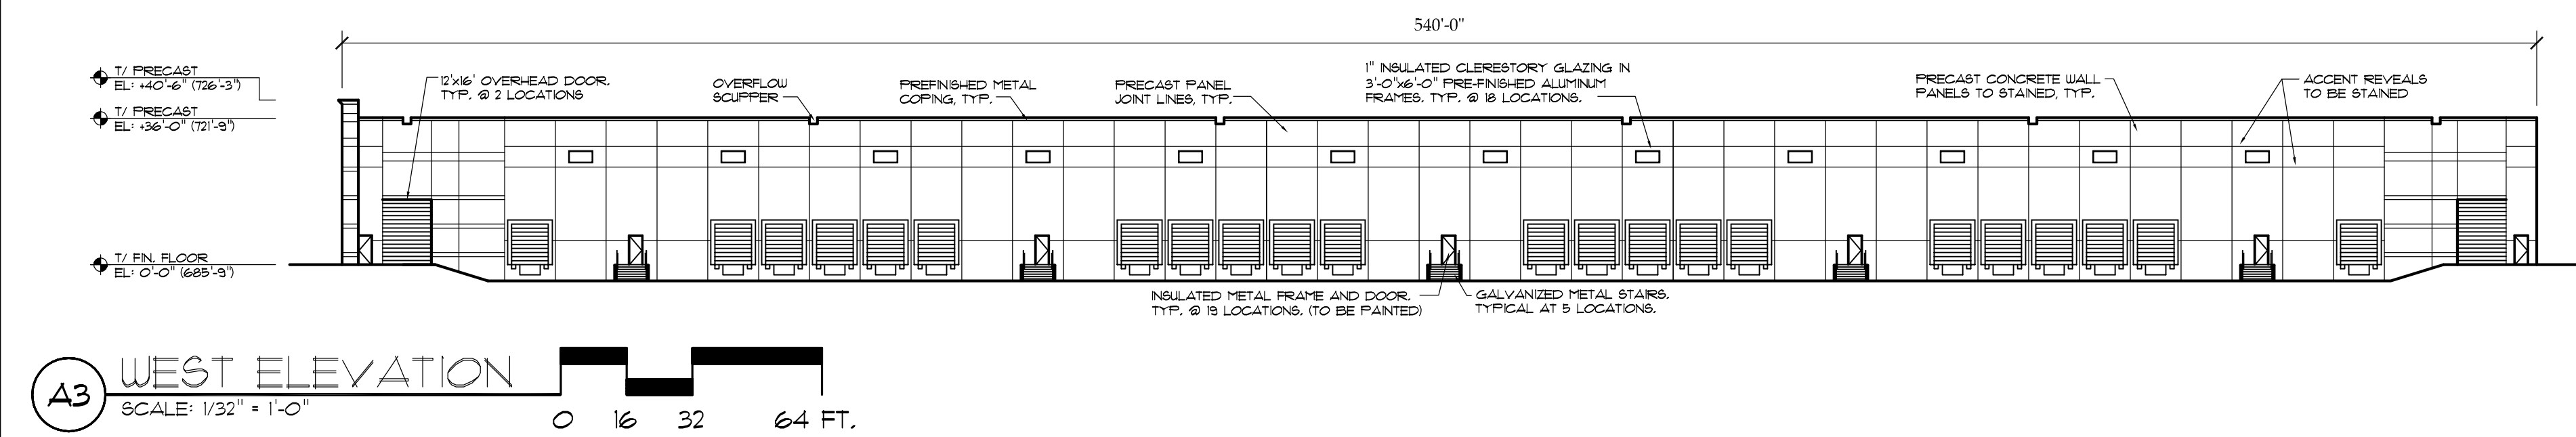 540'-0"
T/ PRECAST
EL: +40'-6" (726'-3")
T/ PRECAST
EL: +36'-0" (721'-9")
T/ FIN. FLOOR
EL: 0'-0" (685'-9")
12'x16' OVERHEAD DOOR.
TYP. @ 2 LOCATIONS
OVERFLOW
SCUPPER
PREFINISHED METAL
COPING, TYP.
PRECAST PANEL
JOINT LINES, TYP.
1" INSULATED CLERESTORY GLAZING IN
3'-0"x6'-0" PRE-FINISHED ALUMINUM
FRAMES. TYP. @ 18 LOCATIONS.
PRECAST CONCRETE WALL
PANELS TO STAINED, TYP.
ACCENT REVEALS
TO BE STAINED
INSULATED METAL FRAME AND DOOR.
TYP. @ 19 LOCATIONS. (TO BE PAINTED)
GALVANIZED METAL STAIRS.
TYPICAL AT 5 LOCATIONS.
A3
WEST ELEVATION
SCALE: 1/32" = 1'-0"
0 16 32 64 FT.